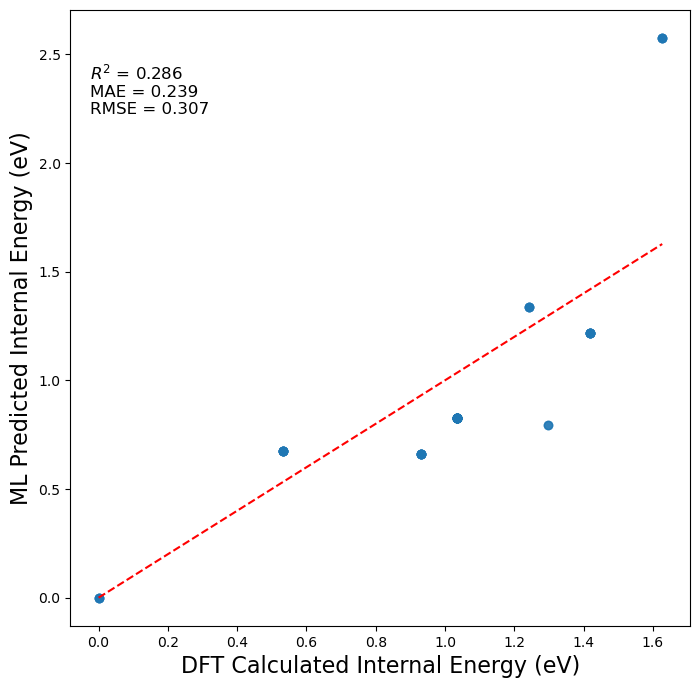 R² = 0.286
MAE = 0.239
RMSE = 0.307
ML Predicted Internal Energy (eV)
2.5
2.0
1.5
1.0
0.5
0.0
0.0 0.2 0.4 0.6 0.8 1.0 1.2 1.4 1.6
DFT Calculated Internal Energy (eV)